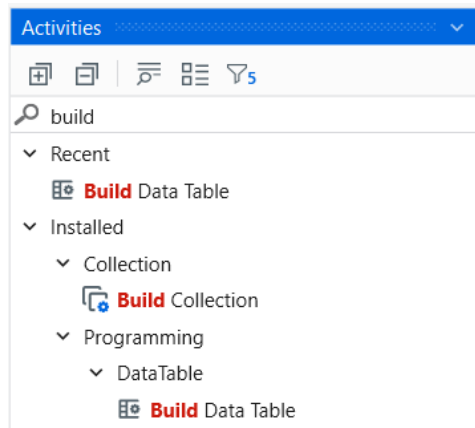 Activities
5
build
Recent
Build Data Table
Installed
Collection
Build Collection
Programming
DataTable
Build Data Table